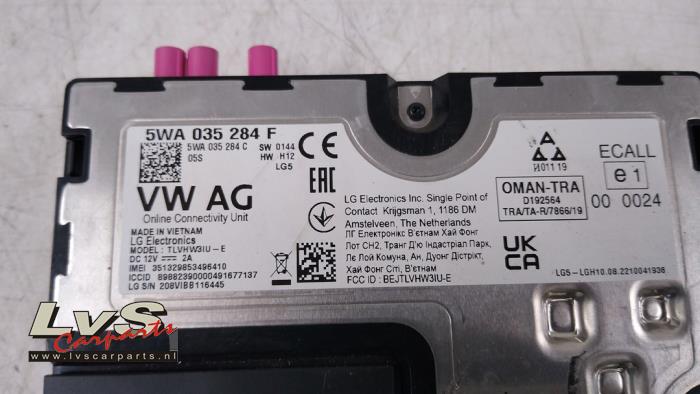 5WA 035 284 F
5WA 035 284 C SW 0144
05S HW H12
LG5
VW AG
Online Connectivity Unit
MADE IN VIETNAM
LG Electronics
MODEL: TLVHW3IU-E
DC 12V 2A
IMEI 351329853496410
ICCID 89882390000491677137
LG S/N 208VIBB116445
CE
EAC
LG Electronics Inc. Single Point of
Contact Krijgsman 1, 1186 DM
Amstelveen, The Netherlands
ЛГ Електронікс В'єтнам Хай Фонг
Лот CH2, Транг Д'ю Індастріал Парк,
Ле Лой Комуна, Ан, Дуонг Дістрікт,
Хай Фонг Сіті, В'єтнам
FCC ID: BEJTLVHW3IU-E
OMAN-TRA
D192564
TRA/TA-R/7866/19
UK
CA
ECALL
e1
00 0024
LG5-LGH10.08.2210041936
LvS
Carparts
www.lvscarparts.nl